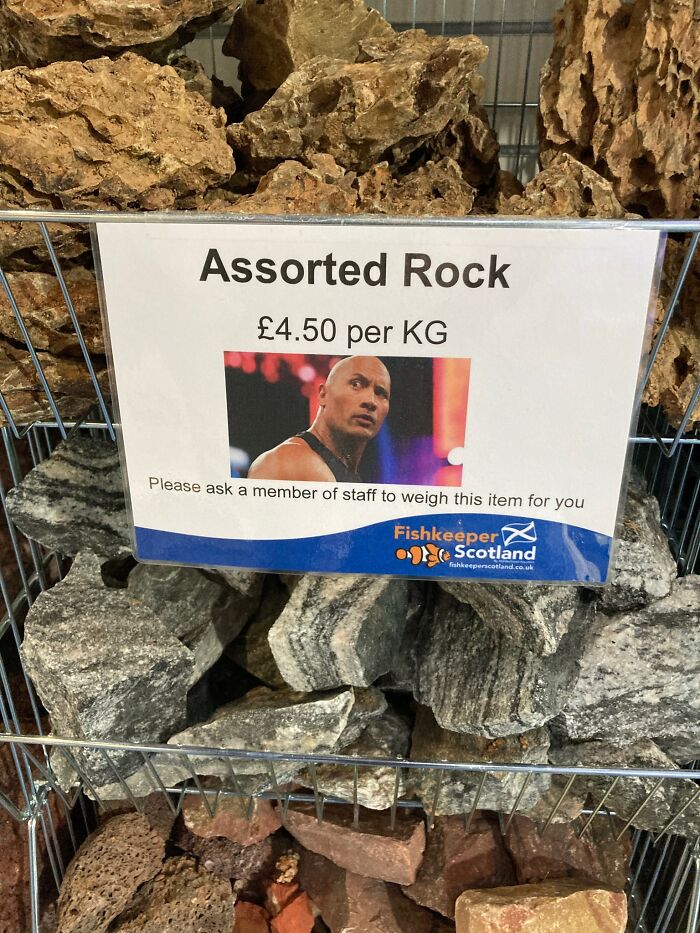 Assorted Rock
£4.50 per KG
Please ask a member of staff to weigh this item for you
Fishkeeper
Scotland
fishkeeperscotland.co.uk